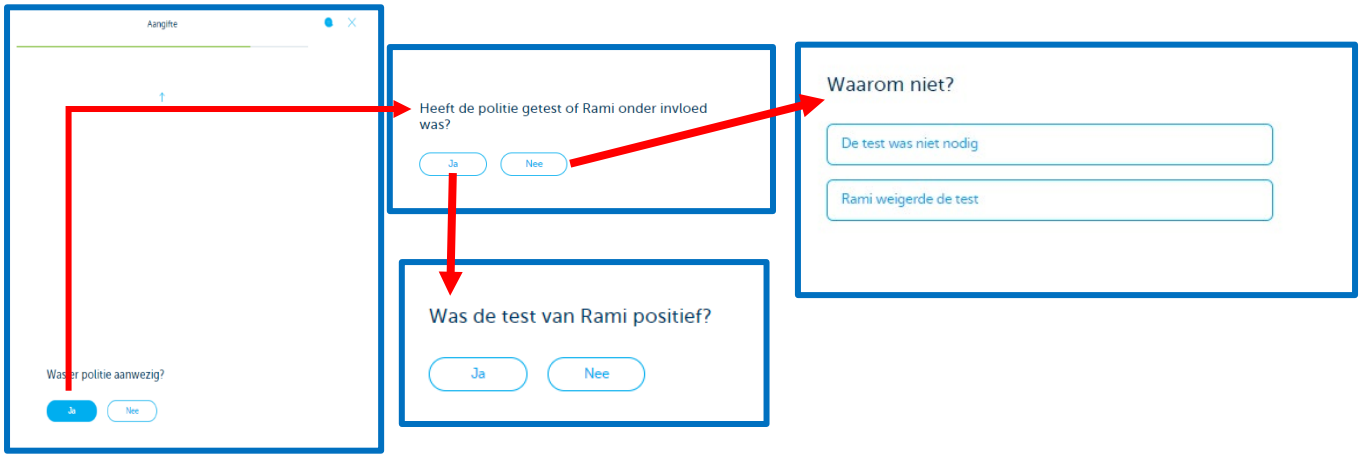 Aangifte
Was er politie aanwezig?
Ja
Nee
Heeft de politie getest of Rami onder invloed
was?
Ja
Nee
Was de test van Rami positief?
Ja
Nee
Waarom niet?
De test was niet nodig
Rami weigerde de test